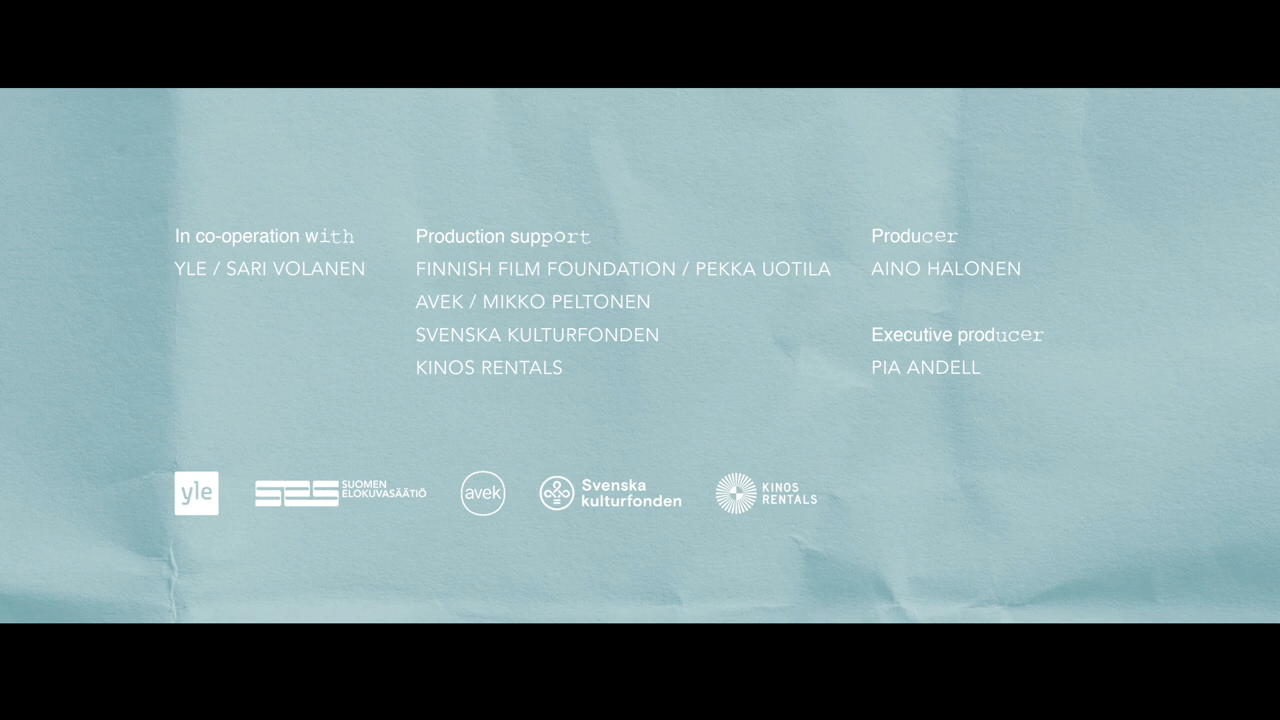 In co-operation with
YLE / SARI VOLANEN
Production support
FINNISH FILM FOUNDATION / PEKKA UOTILA
AVEK / MIKKO PELTONEN
SVENSKA KULTURFONDEN
KINOS RENTALS
Producer
AINO HALONEN
Executive producer
PIA ANDELL
yle
SES
SUOMEN
ELOKUVASÄÄTIÖ
avek
Svenska
kulturfonden
KINOS
RENTALS